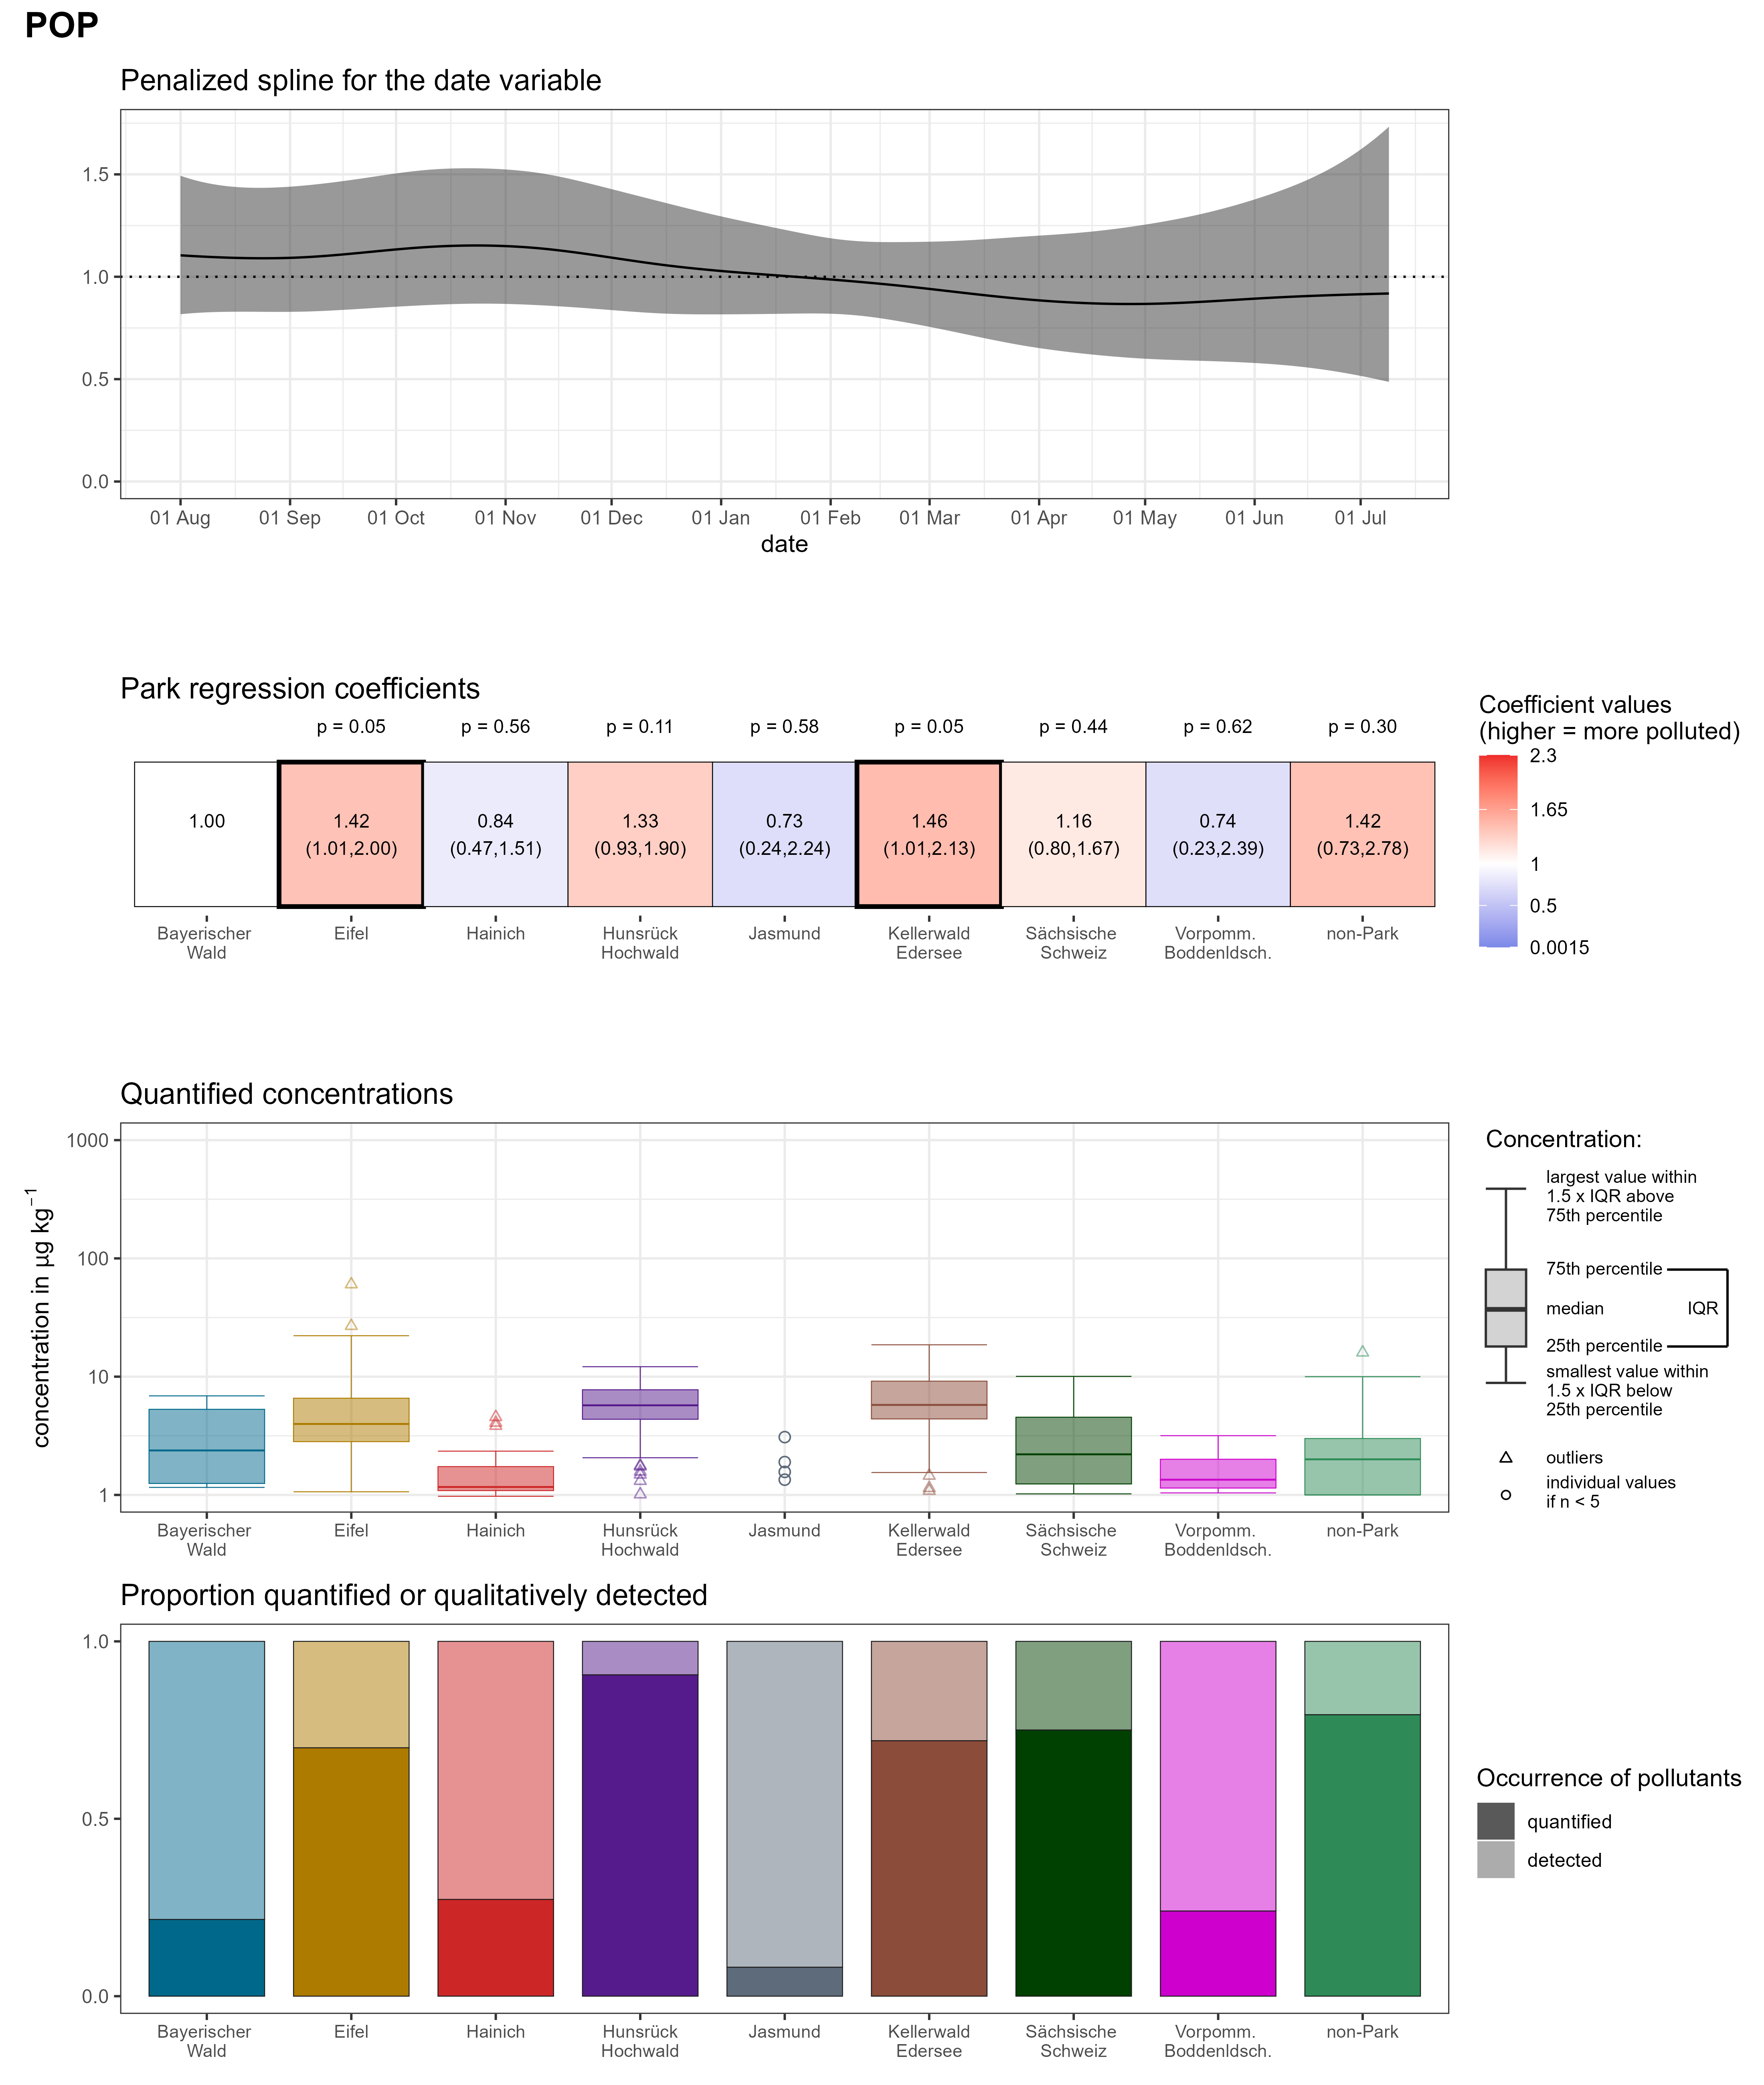 POP
Penalized spline for the date variable
1.5
1.0
0.5
0.0
01 Aug 01 Sep 01 Oct 01 Nov 01 Dec 01 Jan 01 Feb 01 Mar 01 Apr 01 May 01 Jun 01 Jul
date
Park regression coefficients
p = 0.05 p = 0.56 p = 0.11 p = 0.58 p = 0.05 p = 0.44 p = 0.62 p = 0.30
1.00 1.42 0.84 1.33 0.73 1.46 1.16 0.74 1.42
(1.01,2.00) (0.47,1.51) (0.93,1.90) (0.24,2.24) (1.01,2.13) (0.80,1.67) (0.23,2.39) (0.73,2.78)
Bayerischer Eifel Hainich Hunsrück Jasmund Kellerwald Sächsische Vorpomm. non-Park
Wald Hochwald Edersee Schweiz Boddenldsch.
Coefficient values
(higher = more polluted)
2.3
1.65
1
0.5
0.0015
Quantified concentrations
concentration in µg kg⁻¹
1000
100
10
1
Bayerischer Eifel Hainich Hunsrück Jasmund Kellerwald Sächsische Vorpomm. non-Park
Wald Hochwald Edersee Schweiz Boddenldsch.
Concentration:
largest value within
1.5 x IQR above
75th percentile
75th percentile
median IQR
25th percentile
smallest value within
1.5 x IQR below
25th percentile
outliers
individual values
if n < 5
Proportion quantified or qualitatively detected
1.0
0.5
0.0
Bayerischer Eifel Hainich Hunsrück Jasmund Kellerwald Sächsische Vorpomm. non-Park
Wald Hochwald Edersee Schweiz Boddenldsch.
Occurrence of pollutants
quantified
detected